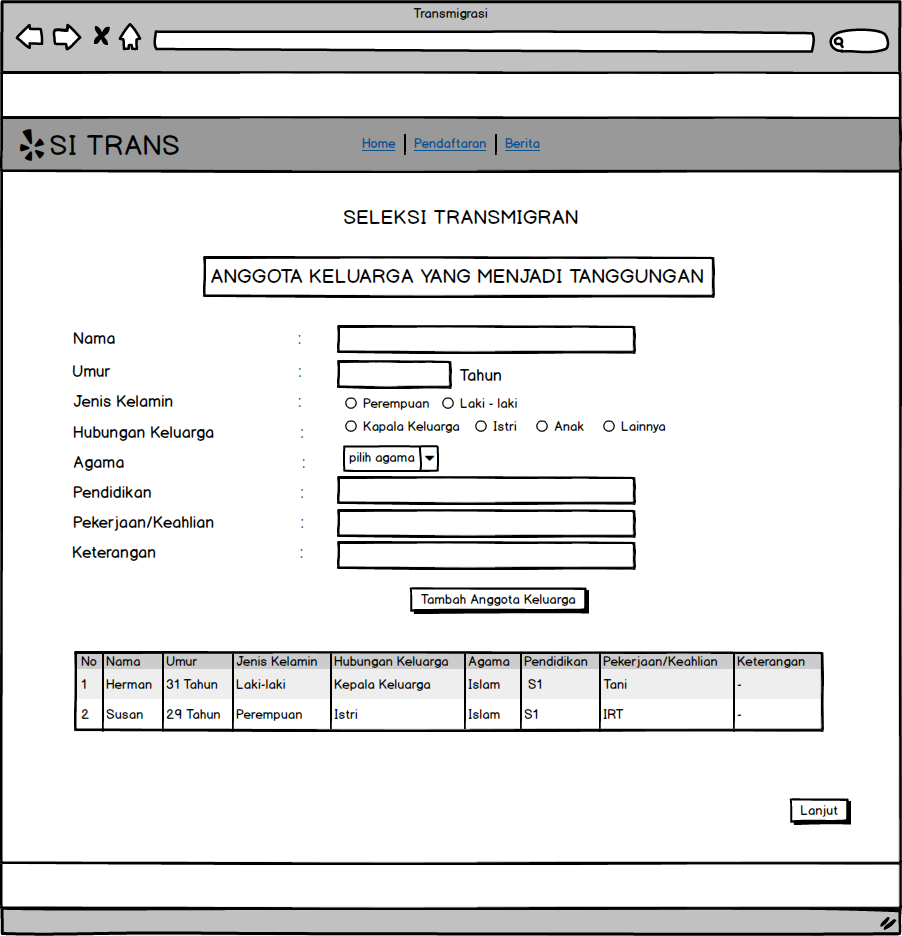 Transmigrasi
SI TRANS
Home | Pendaftaran | Berita
SELEKSI TRANSMIGRAN
ANGGOTA KELUARGA YANG MENJADI TANGGUNGAN
Nama :
Umur : Tahun
Jenis Kelamin : Perempuan Laki - laki
Hubungan Keluarga : Kapala Keluarga Istri Anak Lainnya
Agama : pilih agama
Pendidikan :
Pekerjaan/Keahlian :
Keterangan :
Tambah Anggota Keluarga
No Nama Umur Jenis Kelamin Hubungan Keluarga Agama Pendidikan Pekerjaan/Keahlian Keterangan
1 Herman 31 Tahun Laki-laki Kepala Keluarga Islam S1 Tani -
2 Susan 29 Tahun Perempuan Istri Islam S1 IRT -
Lanjut